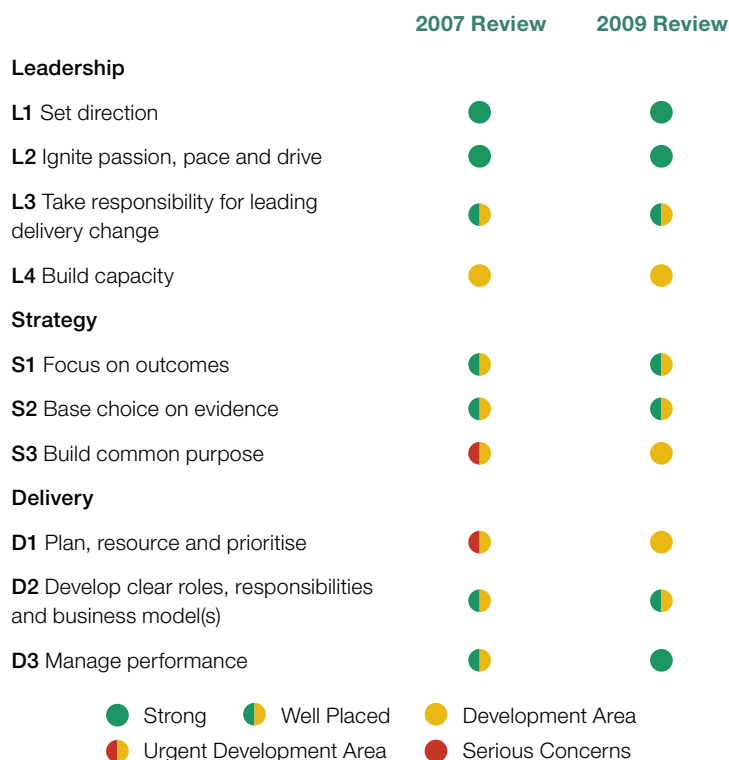 2007 Review 2009 Review
Leadership
L1 Set direction
L2 Ignite passion, pace and drive
L3 Take responsibility for leading
delivery change
L4 Build capacity
Strategy
S1 Focus on outcomes
S2 Base choice on evidence
S3 Build common purpose
Delivery
D1 Plan, resource and prioritise
D2 Develop clear roles, responsibilities
and business model(s)
D3 Manage performance
Strong Well Placed Development Area
Urgent Development Area Serious Concerns